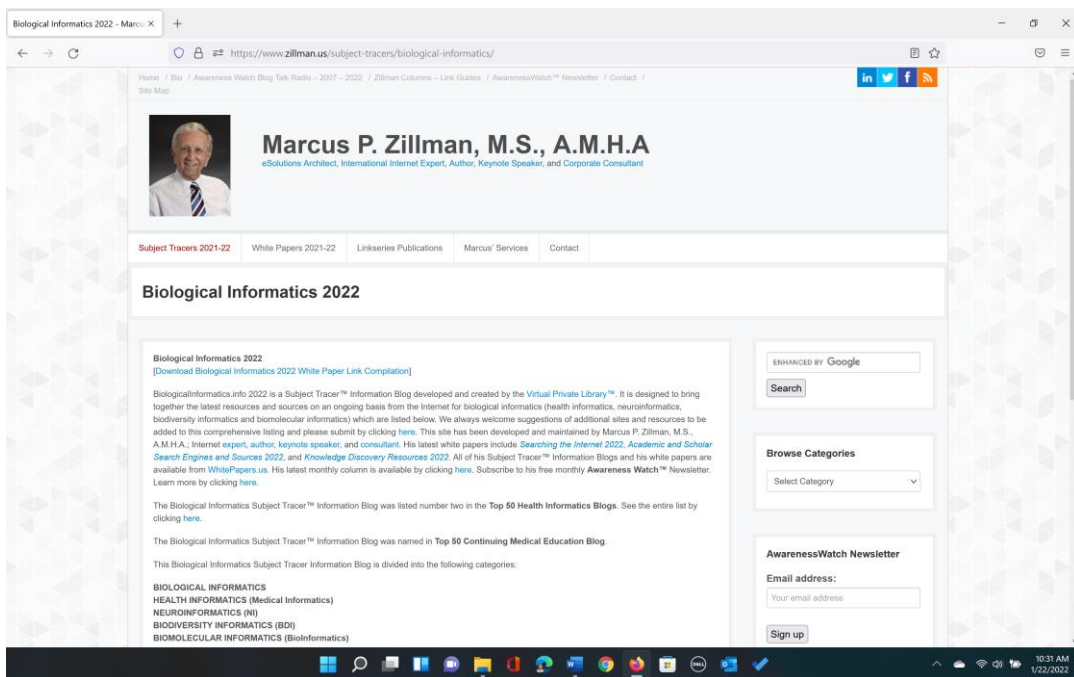 Biological Informatics 2022 - Marcu
https://www.zillman.us/subject-tracers/biological-informatics/
Home / Bio / Awareness Watch Blog Talk Radio – 2007 – 2022 / Zillman Columns – Link Guides / AwarenessWatch™ Newsletter / Contact /
Site Map
Marcus P. Zillman, M.S., A.M.H.A
eSolutions Architect, International Internet Expert, Author, Keynote Speaker, and Corporate Consultant
Subject Tracers 2021-22 White Papers 2021-22 Linkseries Publications Marcus' Services Contact
Biological Informatics 2022
Biological Informatics 2022
[Download Biological Informatics 2022 White Paper Link Compilation]
BiologicalInformatics.info 2022 is a Subject Tracer™ Information Blog developed and created by the Virtual Private Library™. It is designed to bring
together the latest resources and sources on an ongoing basis from the Internet for biological informatics (health informatics, neuroinformatics,
biodiversity informatics and biomolecular informatics) which are listed below. We always welcome suggestions of additional sites and resources to be
added to this comprehensive listing and please submit by clicking here. This site has been developed and maintained by Marcus P. Zillman, M.S.,
A.M.H.A.; Internet expert, author, keynote speaker, and consultant. His latest white papers include Searching the Internet 2022, Academic and Scholar
Search Engines and Sources 2022, and Knowledge Discovery Resources 2022. All of his Subject Tracer™ Information Blogs and his white papers are
available from WhitePapers.us. His latest monthly column is available by clicking here. Subscribe to his free monthly Awareness Watch™ Newsletter.
Learn more by clicking here.
The Biological Informatics Subject Tracer™ Information Blog was listed number two in the Top 50 Health Informatics Blogs. See the entire list by
clicking here.
The Biological Informatics Subject Tracer™ Information Blog was named in Top 50 Continuing Medical Education Blog.
This Biological Informatics Subject Tracer Information Blog is divided into the following categories:
BIOLOGICAL INFORMATICS
HEALTH INFORMATICS (Medical Informatics)
NEUROINFORMATICS (NI)
BIODIVERSITY INFORMATICS (BDI)
BIOMOLECULAR INFORMATICS (BioInformatics)
ENHANCED BY Google
Search
Browse Categories
Select Category
AwarenessWatch Newsletter
Email address:
Your email address
Sign up
10:31 AM
1/22/2022